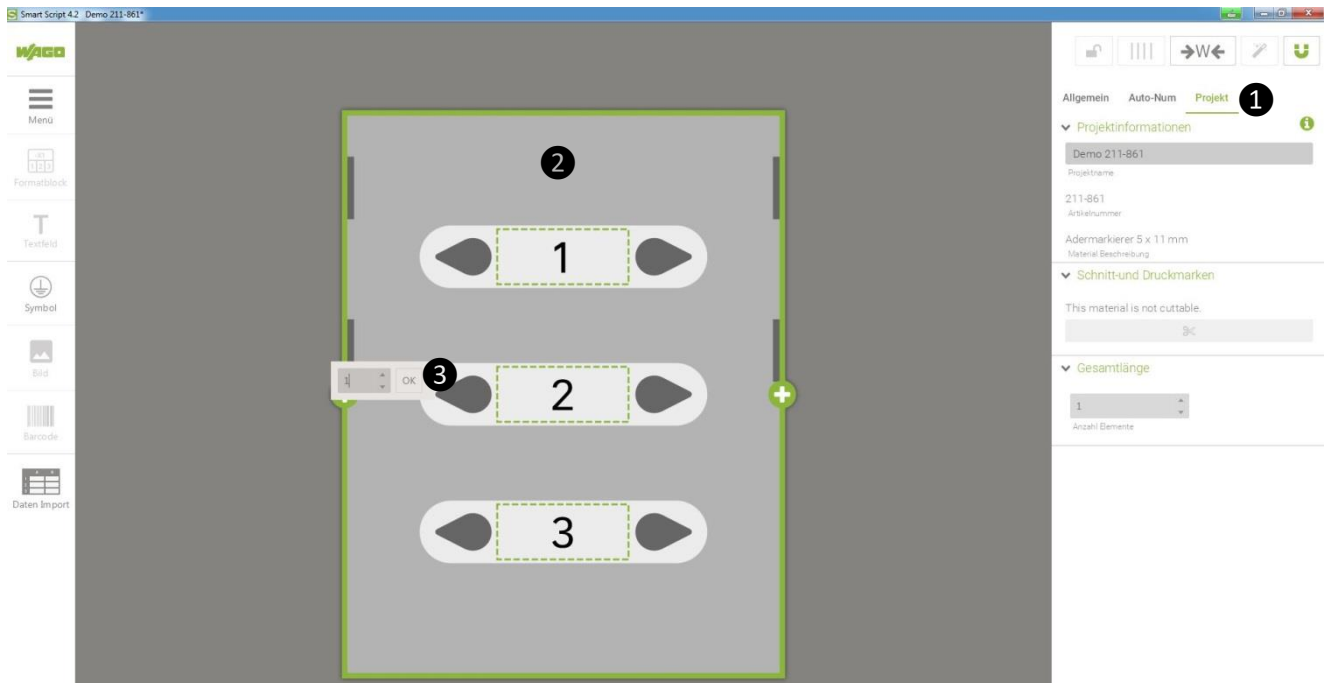 Smart Script 4.2 Demo 211-861*
WAGO
Menü
Formatblock
Textfeld
Symbol
Bild
Barcode
Daten Import
2
1
2
3
1 OK 3
W
Allgemein Auto-Num Projekt 1
Projektinformationen
Demo 211-861
Projektname
211-861
Artikelnummer
Adermarkierer 5 x 11 mm
Material Beschreibung
Schnitt-und Druckmarken
This material is not cuttable.
Gesamtlänge
1
Anzahl Elemente